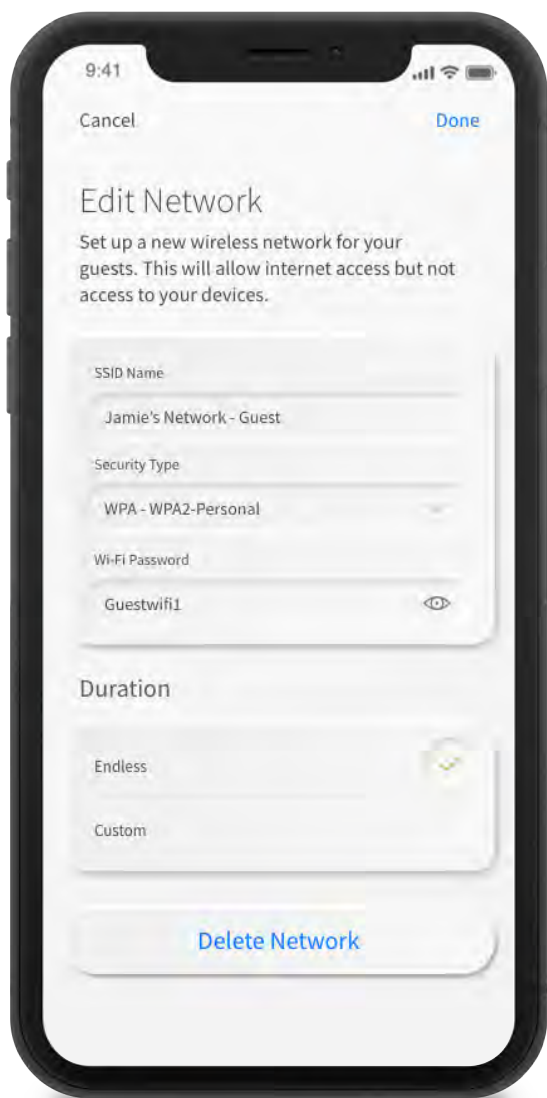 9:41
Cancel Done
Edit Network
Set up a new wireless network for your
guests. This will allow internet access but not
access to your devices.
SSID Name
Jamie's Network - Guest
Security Type
WPA - WPA2-Personal
Wi-Fi Password
Guestwifi1
Duration
Endless
Custom
Delete Network